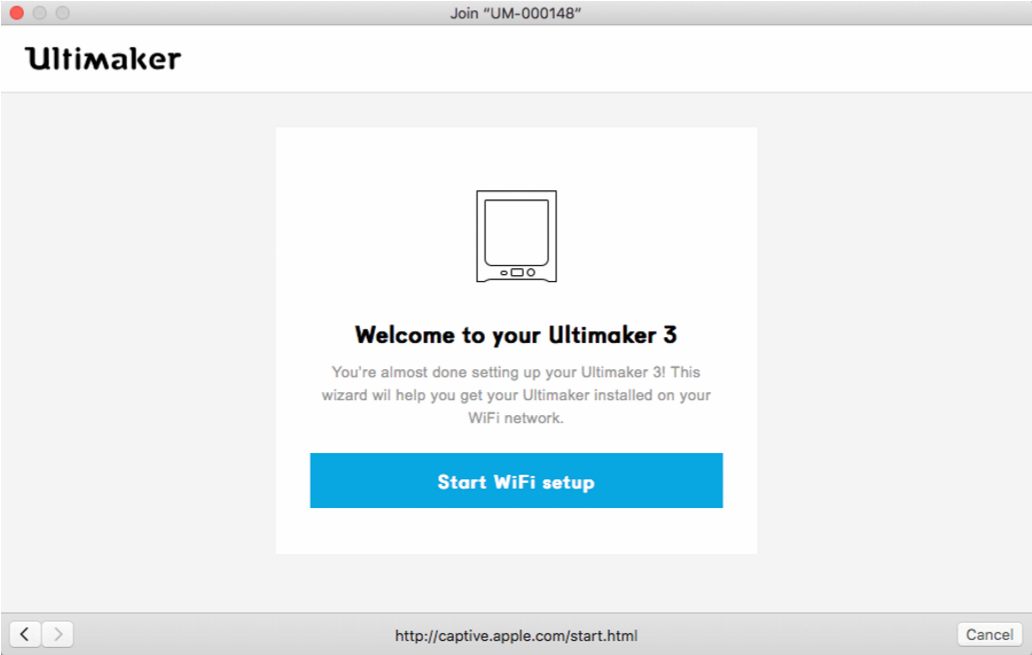 Join “UM-000148”
Ultimaker
Welcome to your Ultimaker 3
You're almost done setting up your Ultimaker 3! This
wizard wil help you get your Ultimaker installed on your
WiFi network.
Start WiFi setup
http://captive.apple.com/start.html
Cancel